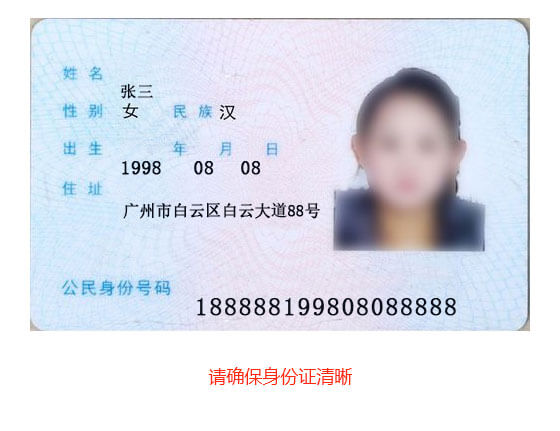 姓名 张三
性别 女 民族 汉
出生 1998 年 08 月 08 日
住址 广州市白云区白云大道88号
公民身份号码 188888199808088888
请确保身份证清晰